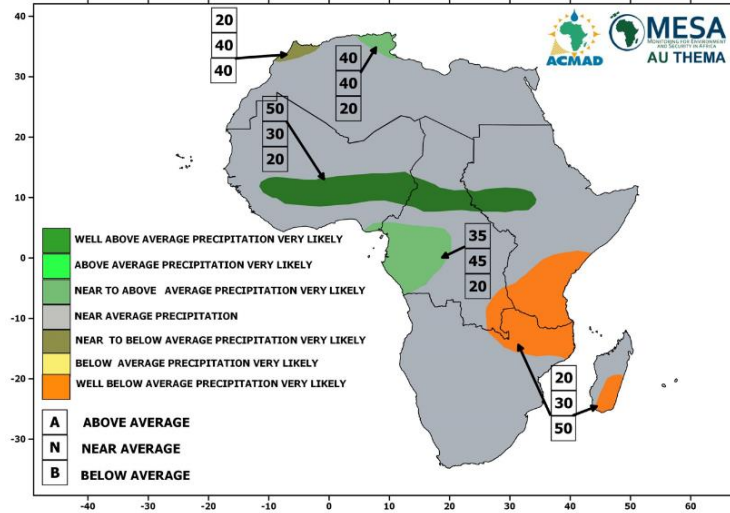 40
30
20
10
0
-10
-20
-30
20
40
40
40
40
20
ACMAD
MESA
MONITORING FOR ENVIRONMENT
AND SECURITY IN AFRICA
AU THEMA
50
30
20
35
45
20
WELL ABOVE AVERAGE PRECIPITATION VERY LIKELY
ABOVE AVERAGE PRECIPITATION VERY LIKELY
NEAR TO ABOVE AVERAGE PRECIPITATION VERY LIKELY
NEAR AVERAGE PRECIPITATION
NEAR TO BELOW AVERAGE PRECIPITATION VERY LIKELY
BELOW AVERAGE PRECIPITATION VERY LIKELY
WELL BELOW AVERAGE PRECIPITATION VERY LIKELY
20
30
50
A ABOVE AVERAGE
N NEAR AVERAGE
B BELOW AVERAGE
-40 -30 -20 -10 0 10 20 30 40 50 60